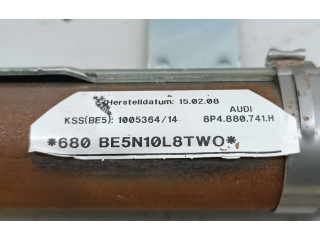 Herstelldatum: 15.02.08
AUDI
KSS(BE5): 1005364/14 8P4.880.741.H
*680 BE5N10L8TWO*